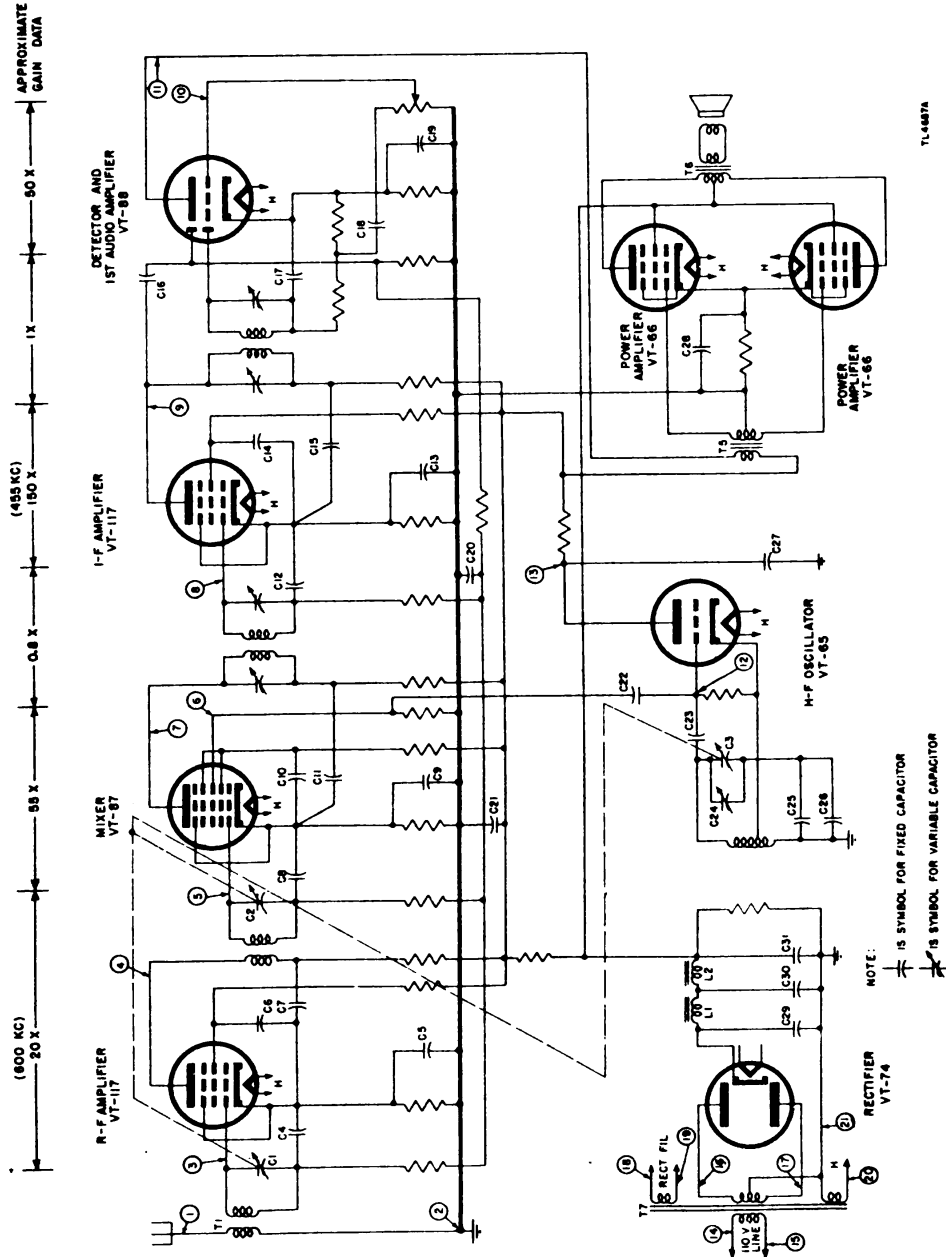 APPROXIMATE
GAIN DATA
(600 KC)
20 X
55 X
0.8 X
(455 KC)
150 X
1X
50 X
R-F AMPLIFIER
VT-117
MIXER
VT-87
I-F AMPLIFIER
VT-117
DETECTOR AND
1ST AUDIO AMPLIFIER
VT-88
1
T1
2
3
C1
C4
H
C5
C6
C7
4
5
C2
C8
H
C9
C10
C11
6
7
C21
8
C12
H
C13
C14
C15
9
C20
C16
C17
H
C18
C19
10
11
RECTIFIER
VT-74
T7
14
110 V
LINE
15
18
RECT FIL
19
16
17
H
20
21
L1
L2
C29
C30
C31
H-F OSCILLATOR
VT-65
C22
C23
C3
C24
C25
C26
12
H
13
C27
POWER
AMPLIFIER
VT-66
H
C28
T5
T6
H
POWER
AMPLIFIER
VT-66
NOTE:
IS SYMBOL FOR FIXED CAPACITOR
IS SYMBOL FOR VARIABLE CAPACITOR
TL4687A